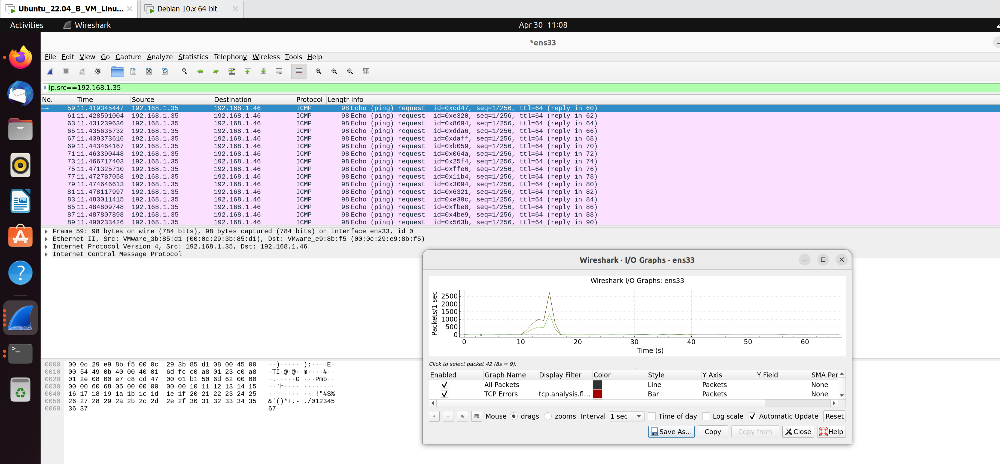 Ubuntu_22.04_B_VM_Linu...
Debian 10.x 64-bit
Activities
Wireshark
Apr 30 11:08
*ens33
File Edit View Go Capture Analyze Statistics Telephony Wireless Tools Help
ip.src==192.168.1.35
No. Time Source Destination Protocol Length Info
59 11.419345447 192.168.1.35 192.168.1.46 ICMP 98 Echo (ping) request id=0xcd47, seq=1/256, ttl=64 (reply in 60)
61 11.428591004 192.168.1.35 192.168.1.46 ICMP 98 Echo (ping) request id=0xe320, seq=1/256, ttl=64 (reply in 62)
63 11.431239636 192.168.1.35 192.168.1.46 ICMP 98 Echo (ping) request id=0x8694, seq=1/256, ttl=64 (reply in 64)
65 11.435635732 192.168.1.35 192.168.1.46 ICMP 98 Echo (ping) request id=0xdda6, seq=1/256, ttl=64 (reply in 66)
67 11.439373616 192.168.1.35 192.168.1.46 ICMP 98 Echo (ping) request id=0xdaff, seq=1/256, ttl=64 (reply in 68)
69 11.443464167 192.168.1.35 192.168.1.46 ICMP 98 Echo (ping) request id=0xb059, seq=1/256, ttl=64 (reply in 70)
71 11.463390448 192.168.1.35 192.168.1.46 ICMP 98 Echo (ping) request id=0x064a, seq=1/256, ttl=64 (reply in 72)
73 11.466717403 192.168.1.35 192.168.1.46 ICMP 98 Echo (ping) request id=0x25f4, seq=1/256, ttl=64 (reply in 74)
75 11.471325710 192.168.1.35 192.168.1.46 ICMP 98 Echo (ping) request id=0xffe6, seq=1/256, ttl=64 (reply in 76)
77 11.472787058 192.168.1.35 192.168.1.46 ICMP 98 Echo (ping) request id=0x11b4, seq=1/256, ttl=64 (reply in 78)
79 11.474646613 192.168.1.35 192.168.1.46 ICMP 98 Echo (ping) request id=0x3094, seq=1/256, ttl=64 (reply in 80)
81 11.478117997 192.168.1.35 192.168.1.46 ICMP 98 Echo (ping) request id=0x6321, seq=1/256, ttl=64 (reply in 82)
83 11.483011415 192.168.1.35 192.168.1.46 ICMP 98 Echo (ping) request id=0xe39c, seq=1/256, ttl=64 (reply in 84)
85 11.484809748 192.168.1.35 192.168.1.46 ICMP 98 Echo (ping) request id=0xfbe8, seq=1/256, ttl=64 (reply in 86)
87 11.487807898 192.168.1.35 192.168.1.46 ICMP 98 Echo (ping) request id=0x4be9, seq=1/256, ttl=64 (reply in 88)
89 11.490233426 192.168.1.35 192.168.1.46 ICMP 98 Echo (ping) request id=0x563b, seq=1/256, ttl=64 (reply in 90)
Frame 59: 98 bytes on wire (784 bits), 98 bytes captured (784 bits) on interface ens33, id 0
Ethernet II, Src: VMware_3b:85:d1 (00:0c:29:3b:85:d1), Dst: VMware_e9:8b:f5 (00:0c:29:e9:8b:f5)
Internet Protocol Version 4, Src: 192.168.1.35, Dst: 192.168.1.46
Internet Control Message Protocol
0000 00 0c 29 e9 8b f5 00 0c 29 3b 85 d1 08 00 45 00 ··)····· );····E·
0010 00 54 49 0b 40 00 40 01 6d fc c0 a8 01 23 c0 a8 ·TI·@·@· m····#··
0020 01 2e 08 00 e7 c8 cd 47 00 01 b1 50 6d 62 00 00 ·.·····G ···Pmb··
0030 00 00 60 68 05 00 00 00 00 00 10 11 12 13 14 15 ··`h···· ········
0040 16 17 18 19 1a 1b 1c 1d 1e 1f 20 21 22 23 24 25 ········ ·· !"#$%
0050 26 27 28 29 2a 2b 2c 2d 2e 2f 30 31 32 33 34 35 &'()*+,- ./012345
0060 36 37 67
Wireshark · I/O Graphs · ens33
Wireshark I/O Graphs: ens33
Packets/1 sec
2500
2000
1500
1000
500
0
0 10 20 30 40 50 60
Time (s)
Click to select packet 42 (8s = 9).
Enabled Graph Name Display Filter Color Style Y Axis Y Field SMA Per
All Packets Line Packets None
TCP Errors tcp.analysis.fl... Bar Packets None
+ - Mouse drags zooms Interval 1 sec Time of day Log scale Automatic Update Reset
Save As... Copy Copy from Close Help